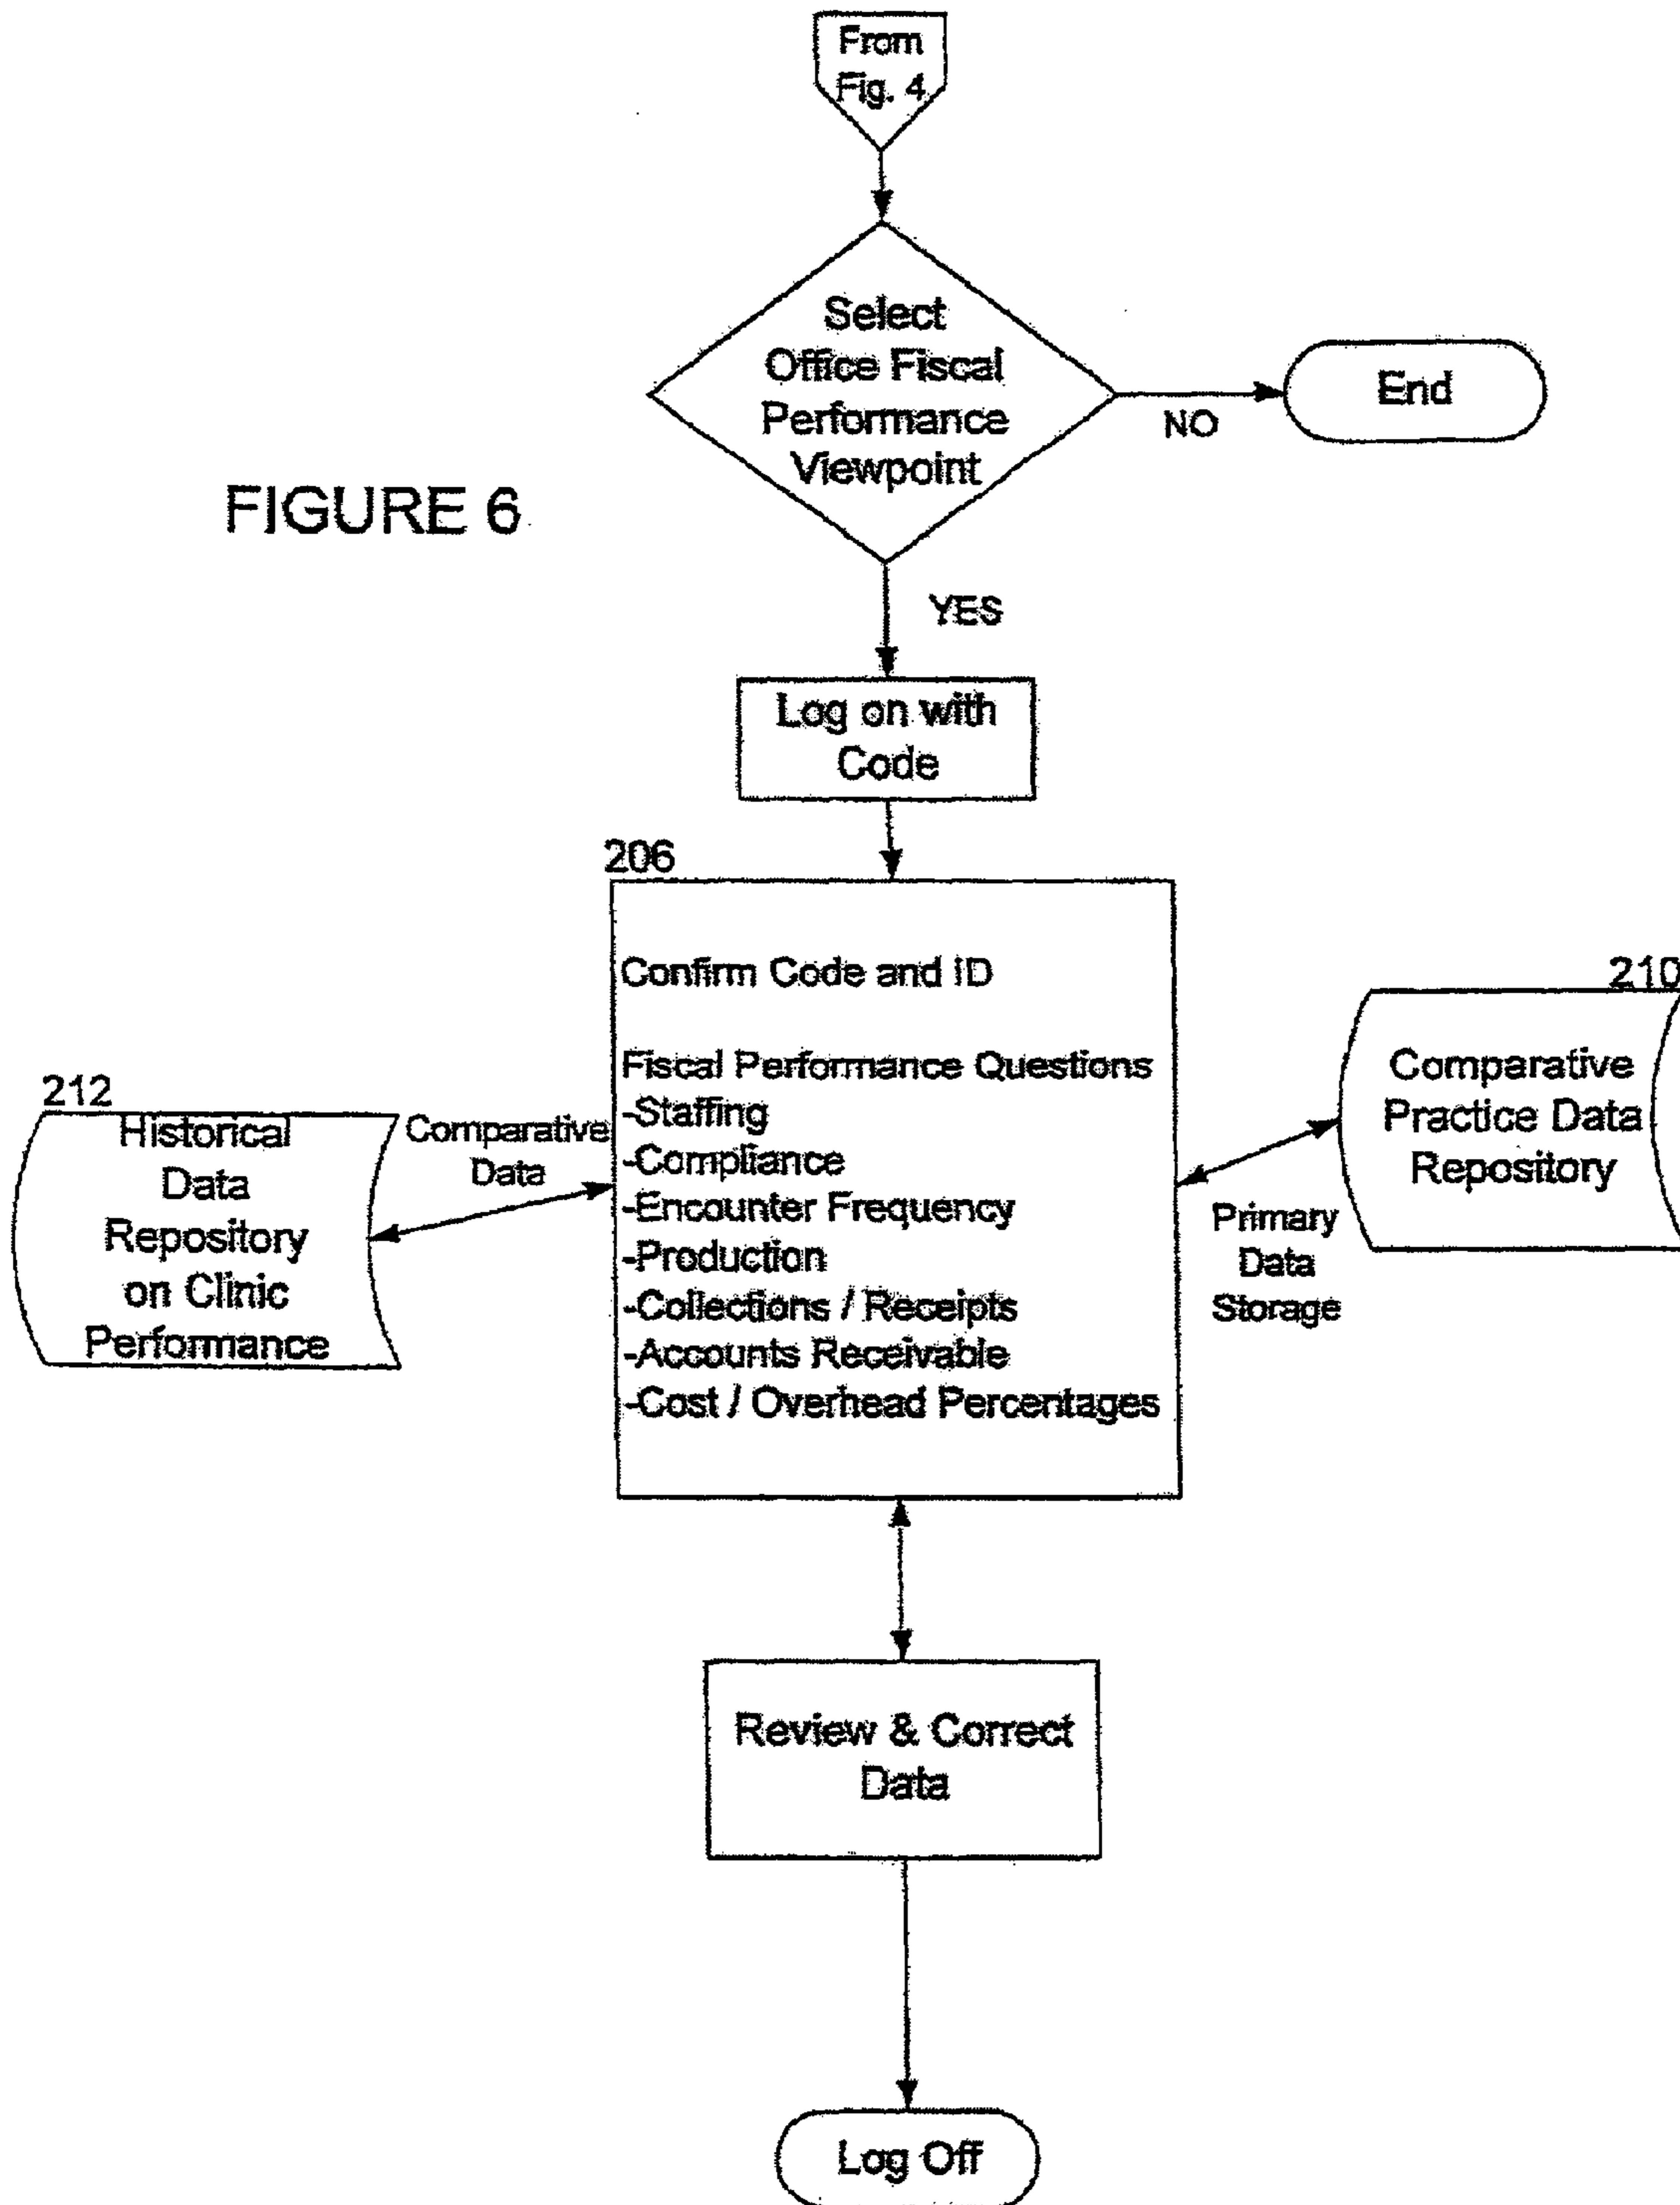 From
Fig. 4
Select
Office Fiscal
Performance
Viewpoint
NO
End
FIGURE 6
YES
Log on with
Code
206
Confirm Code and ID
Fiscal Performance Questions
-Staffing
-Compliance
-Encounter Frequency
-Production
-Collections / Receipts
-Accounts Receivable
-Cost / Overhead Percentages
210
Comparative
Practice Data
Repository
212
Historical
Data
Repository
on Clinic
Performance
Comparative
Data
Primary
Data
Storage
Review & Correct
Data
Log Off